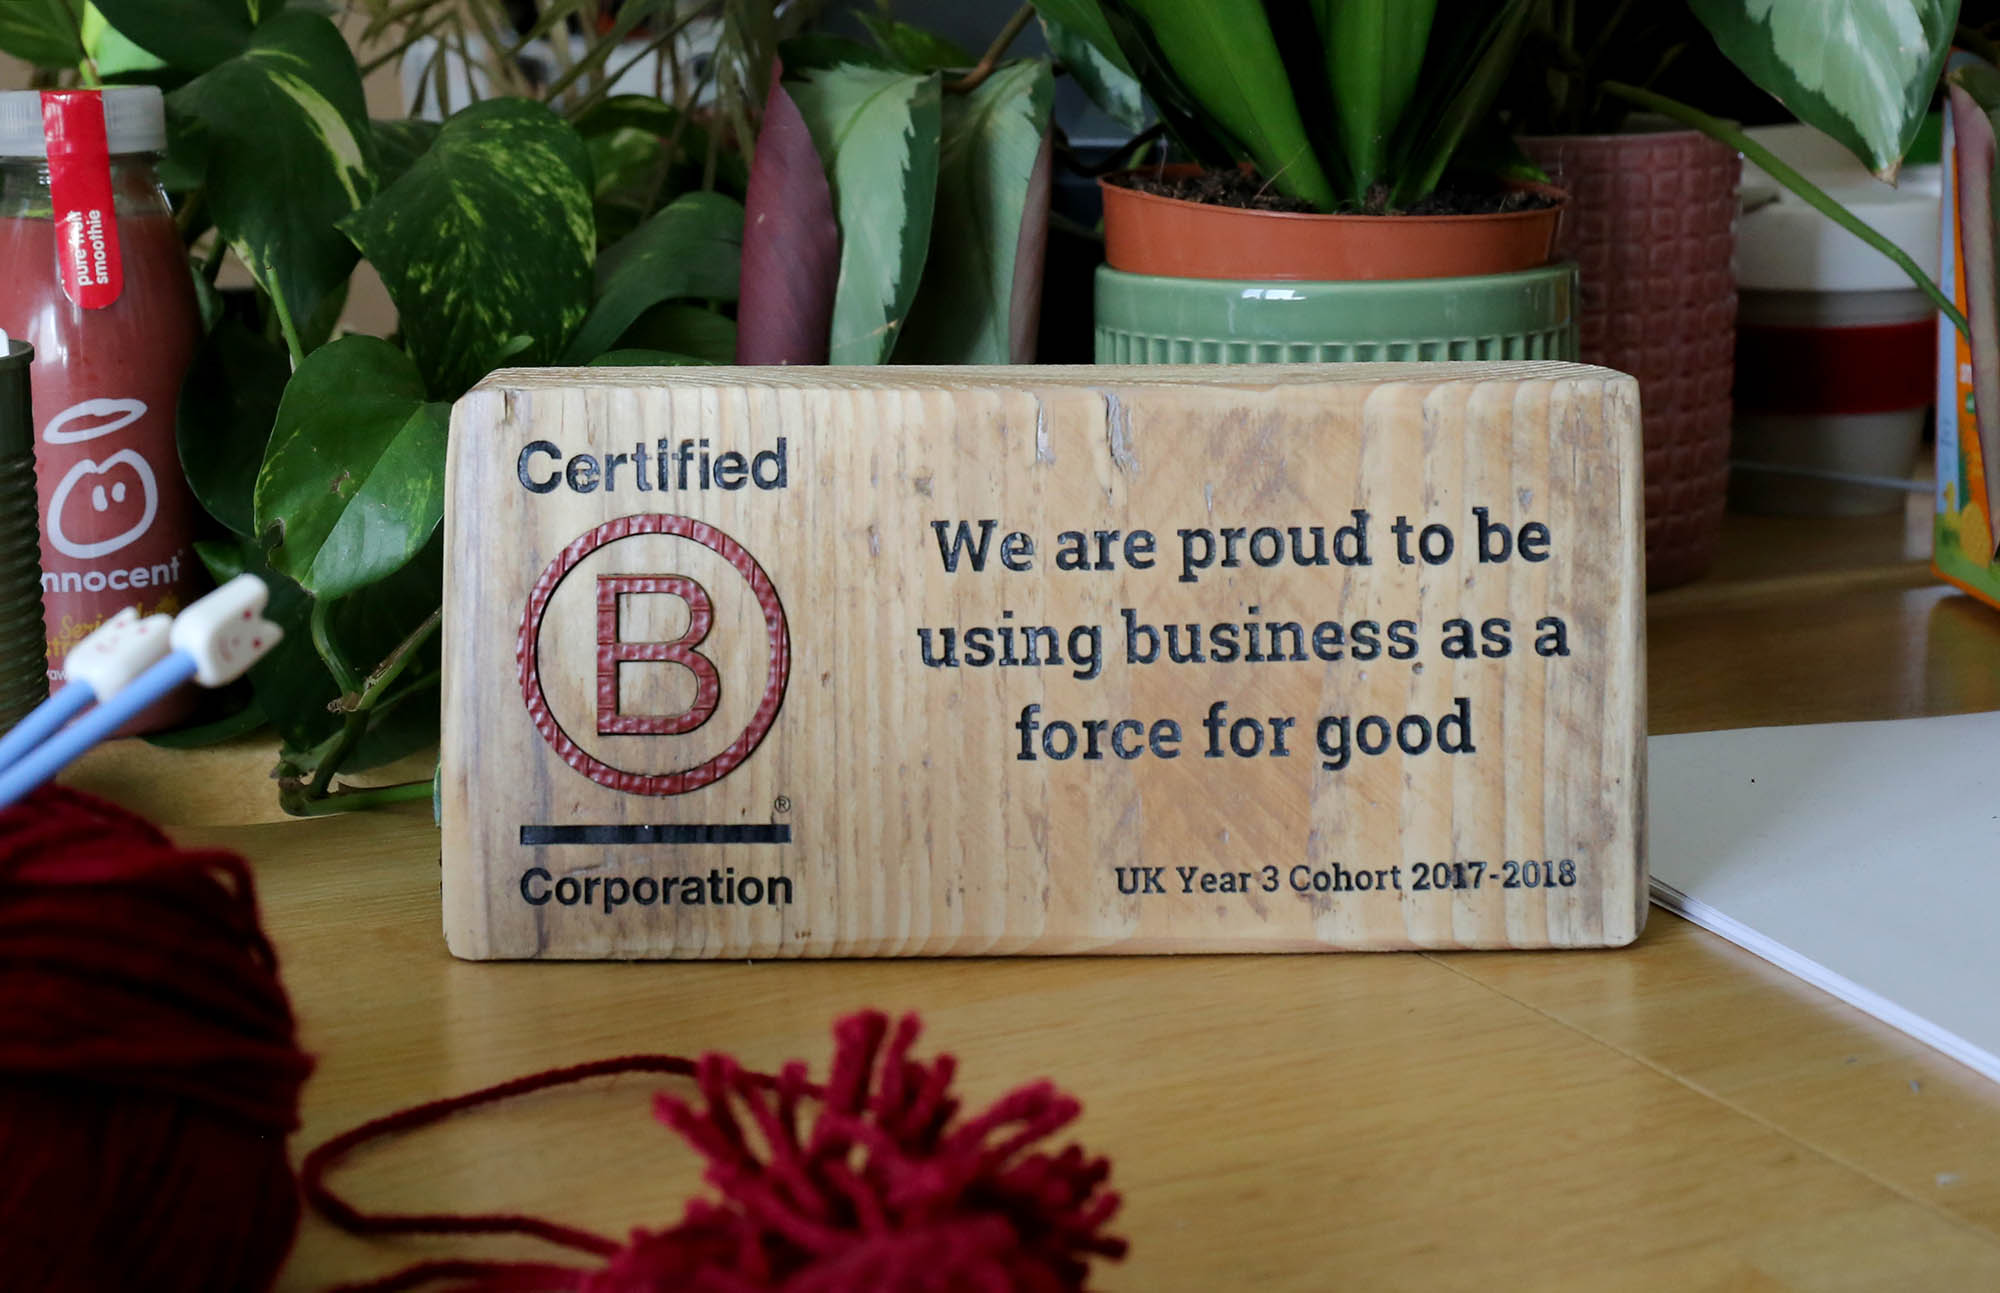 pure fruit
smoothie
nnocent
Certified
B
®
Corporation
We are proud to be
using business as a
force for good
UK Year 3 Cohort 2017-2018